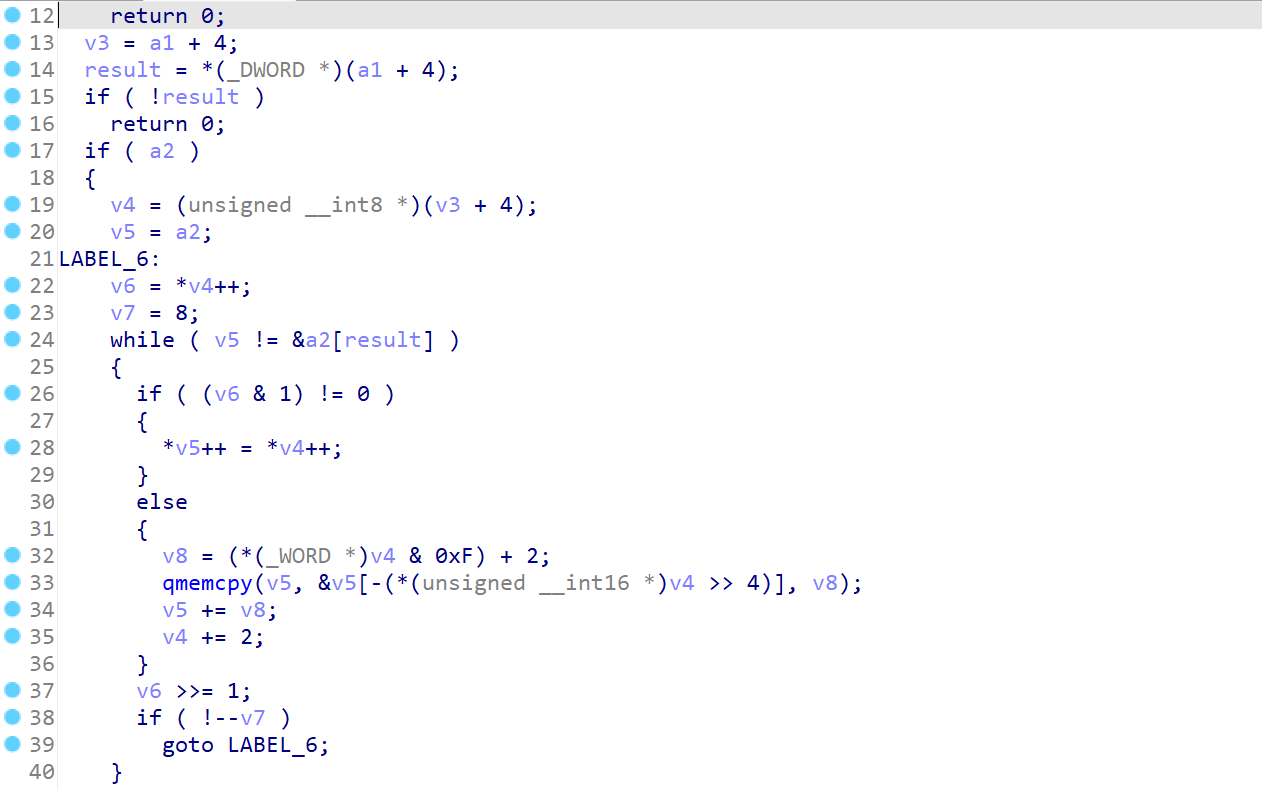 12     return 0;
13   v3 = a1 + 4;
14   result = *(_DWORD *)(a1 + 4);
15   if ( !result )
16     return 0;
17   if ( a2 )
18   {
19     v4 = (unsigned __int8 *)(v3 + 4);
20     v5 = a2;
21 LABEL_6:
22     v6 = *v4++;
23     v7 = 8;
24     while ( v5 != &a2[result] )
25     {
26       if ( (v6 & 1) != 0 )
27       {
28         *v5++ = *v4++;
29       }
30       else
31       {
32         v8 = (*(_WORD *)v4 & 0xF) + 2;
33         qmemcpy(v5, &v5[-(*(unsigned __int16 *)v4 >> 4)], v8);
34         v5 += v8;
35         v4 += 2;
36       }
37       v6 >>= 1;
38       if ( !--v7 )
39         goto LABEL_6;
40     }